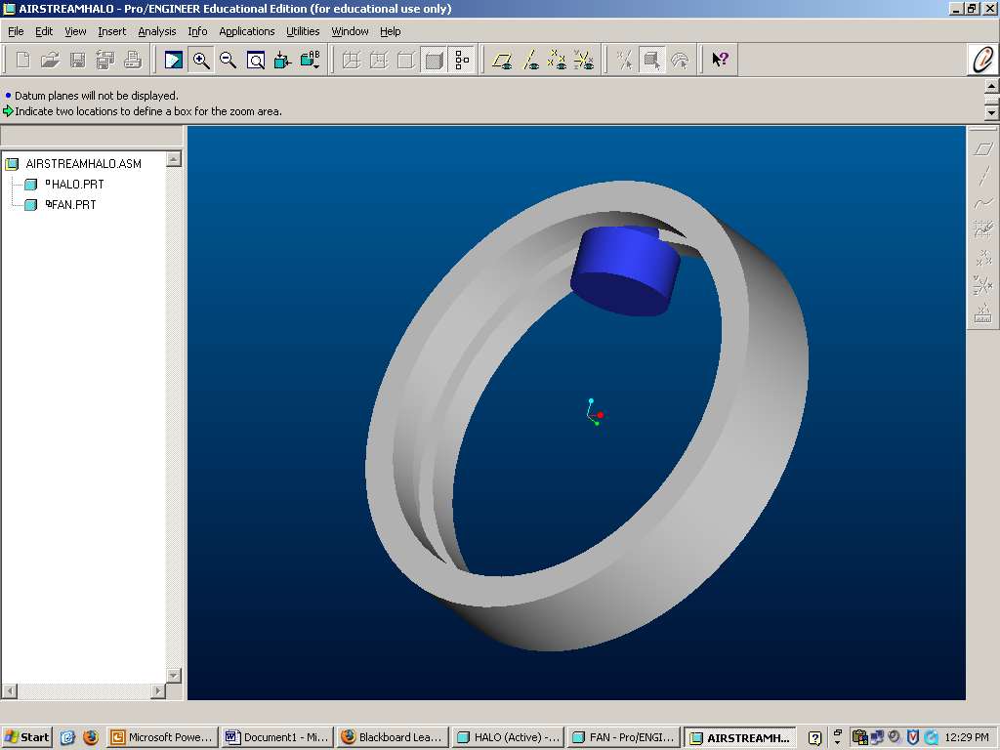 AIRSTREAMHALO - Pro/ENGINEER Educational Edition (for educational use only)
File Edit View Insert Analysis Info Applications Utilities Window Help
Datum planes will not be displayed.
Indicate two locations to define a box for the zoom area.
AIRSTREAMHALO.ASM
HALO.PRT
FAN.PRT
Start Microsoft Powe... Document1 - Mi... Blackboard Lea... HALO (Active) -... FAN - Pro/ENGI... AIRSTREAMH... 12:29 PM